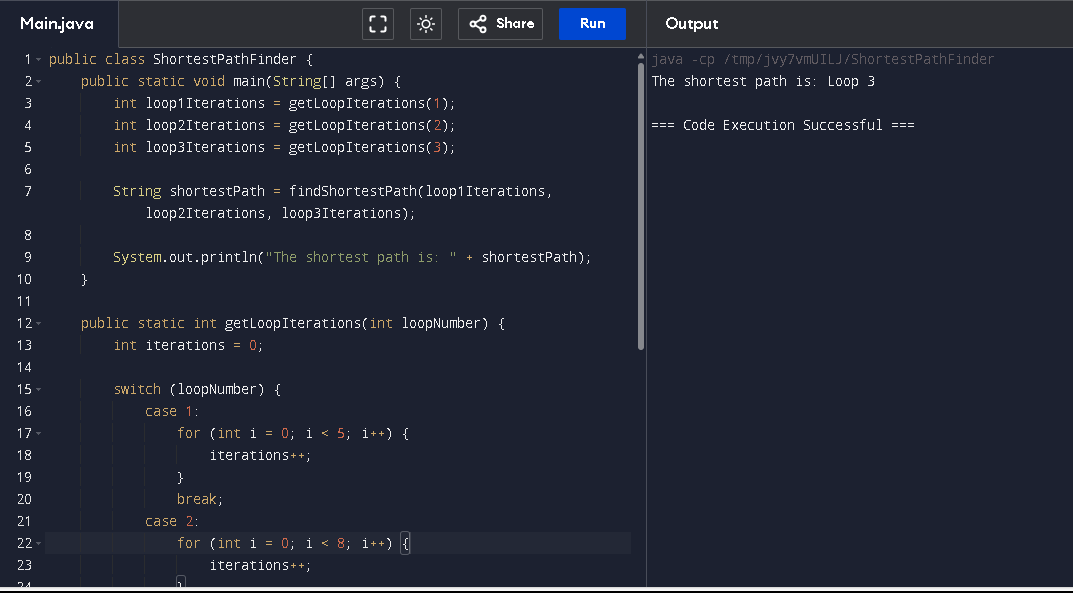 Main.java
Share
Run
Output
1 public class ShortestPathFinder {
2 public static void main(String[] args) {
3 int loop1Iterations = getLoopIterations(1);
4 int loop2Iterations = getLoopIterations(2);
5 int loop3Iterations = getLoopIterations(3);
6
7 String shortestPath = findShortestPath(loop1Iterations,
loop2Iterations, loop3Iterations);
8
9 System.out.println("The shortest path is: " + shortestPath);
10 }
11
12 public static int getLoopIterations(int loopNumber) {
13 int iterations = 0;
14
15 switch (loopNumber) {
16 case 1:
17 for (int i = 0; i < 5; i++) {
18 iterations++;
19 }
20 break;
21 case 2:
22 for (int i = 0; i < 8; i++) {
23 iterations++;
24 }
java -cp /tmp/jvy7vmUILJ/ShortestPathFinder
The shortest path is: Loop 3
=== Code Execution Successful ===